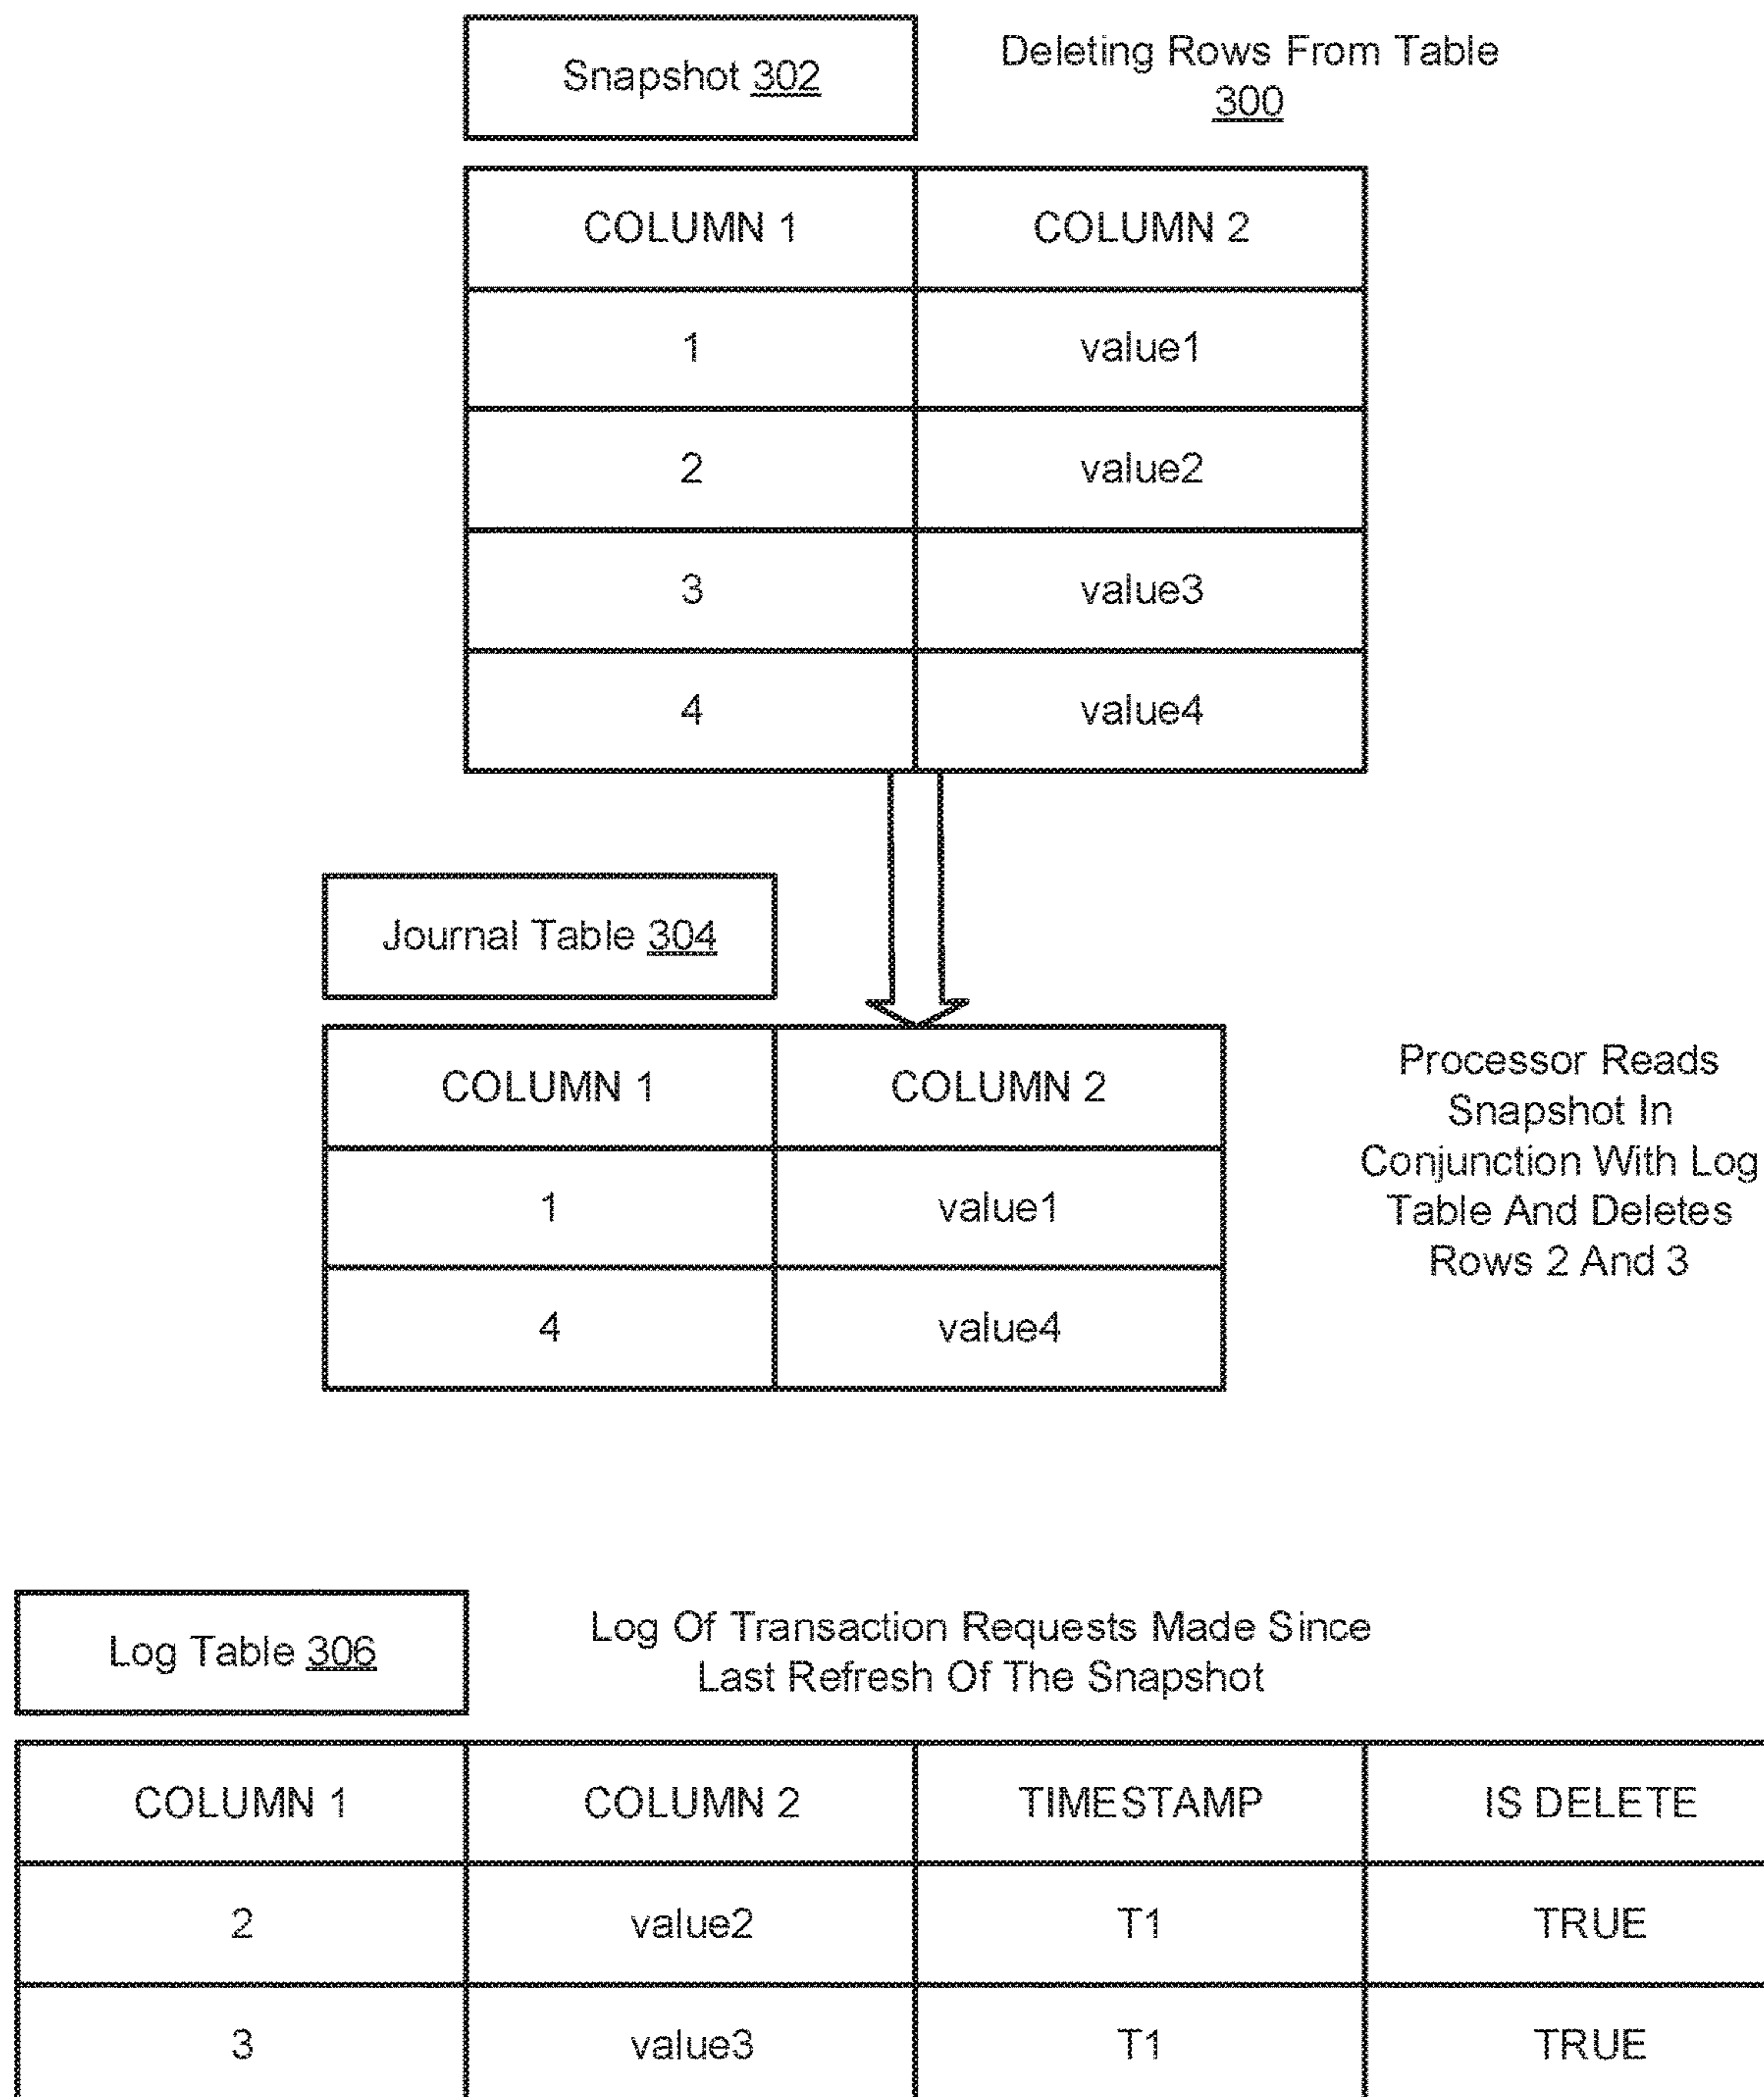 Snapshot 302
Deleting Rows From Table
300
COLUMN 1 COLUMN 2
1 value1
2 value2
3 value3
4 value4
Journal Table 304
COLUMN 1 COLUMN 2
1 value1
4 value4
Processor Reads
Snapshot In
Conjunction With Log
Table And Deletes
Rows 2 And 3
Log Table 306
Log Of Transaction Requests Made Since
Last Refresh Of The Snapshot
COLUMN 1 COLUMN 2 TIMESTAMP IS DELETE
2 value2 T1 TRUE
3 value3 T1 TRUE